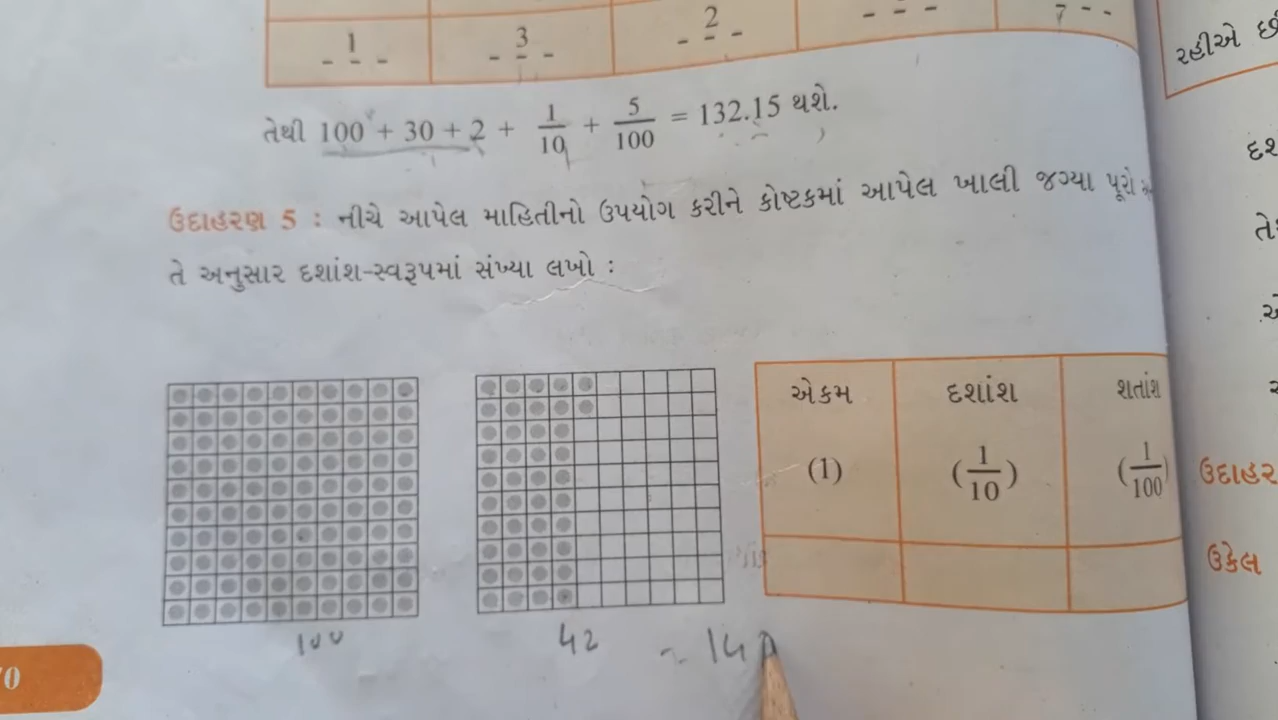 1 3 2 7
તેથી 100 + 30 + 2 + 1/10 + 5/100 = 132.15 થશે.
ઉદાહરણ 5 : નીચે આપેલ માહિતીનો ઉપયોગ કરીને કોષ્ટકમાં આપેલ ખાલી જગ્યા પૂરો
તે અનુસાર દશાંશ-સ્વરૂપમાં સંખ્યા લખો :
એકમ દશાંશ શતાંશ
(1) (1/10) (1/100)
100 42
70
રહીએ
ઉકેલ